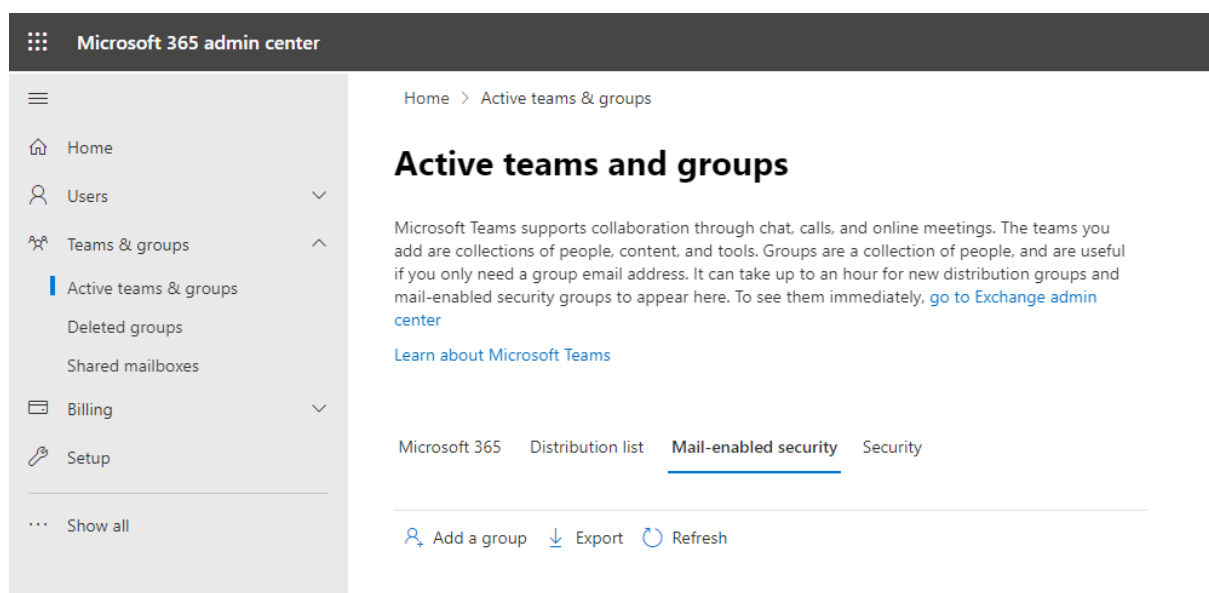 Microsoft 365 admin center
Home > Active teams & groups
Home
Users
Teams & groups
Active teams & groups
Deleted groups
Shared mailboxes
Billing
Setup
Show all
Active teams and groups
Microsoft Teams supports collaboration through chat, calls, and online meetings. The teams you
add are collections of people, content, and tools. Groups are a collection of people, and are useful
if you only need a group email address. It can take up to an hour for new distribution groups and
mail-enabled security groups to appear here. To see them immediately, go to Exchange admin
center
Learn about Microsoft Teams
Microsoft 365 Distribution list Mail-enabled security Security
Add a group Export Refresh